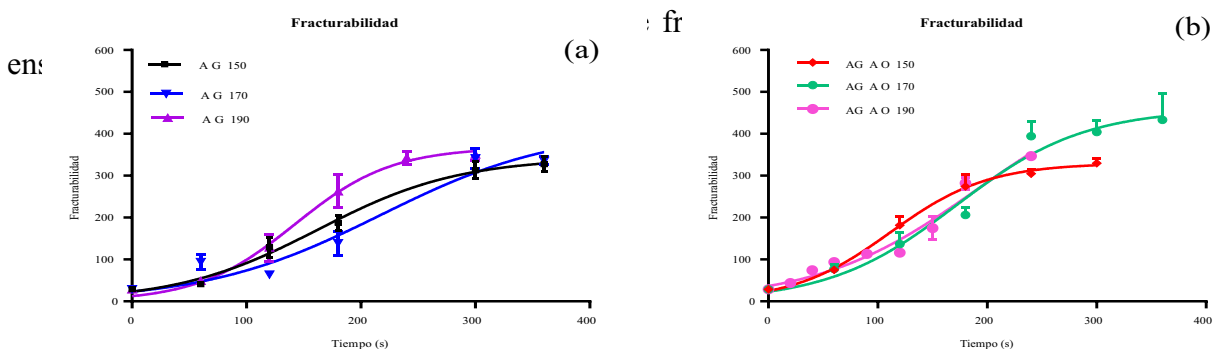 Fracturabilidad
(a)
ens
600
500
400
300
200
100
0
Fracturabilidad
A G 150
A G 170
A G 190
0 100 200 300 400
Tiempo (s)
e fr
Fracturabilidad
(b)
600
500
400
300
200
100
0
Fracturabilidad
AG A O 150
AG A O 170
AG A O 190
0 100 200 300 400
Tiempo (s)